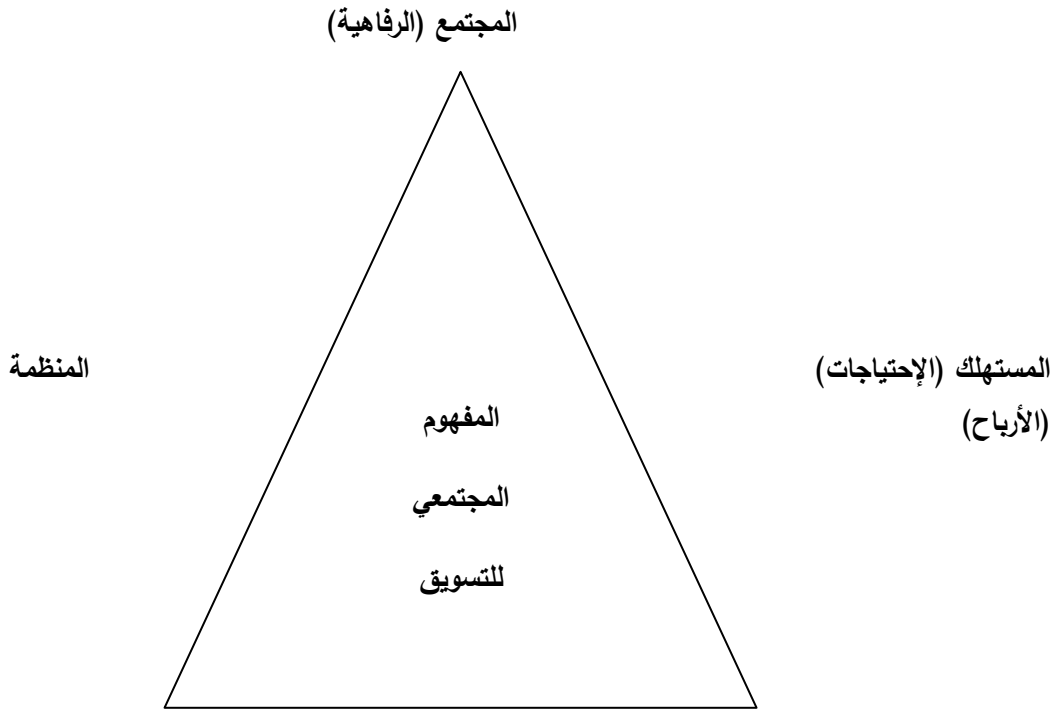 المجتمع (الرفاهية)
المستهلك (الإحتياجات) المنظمة
(الأرباح)
المفهوم
المجتمعي
للتسويق